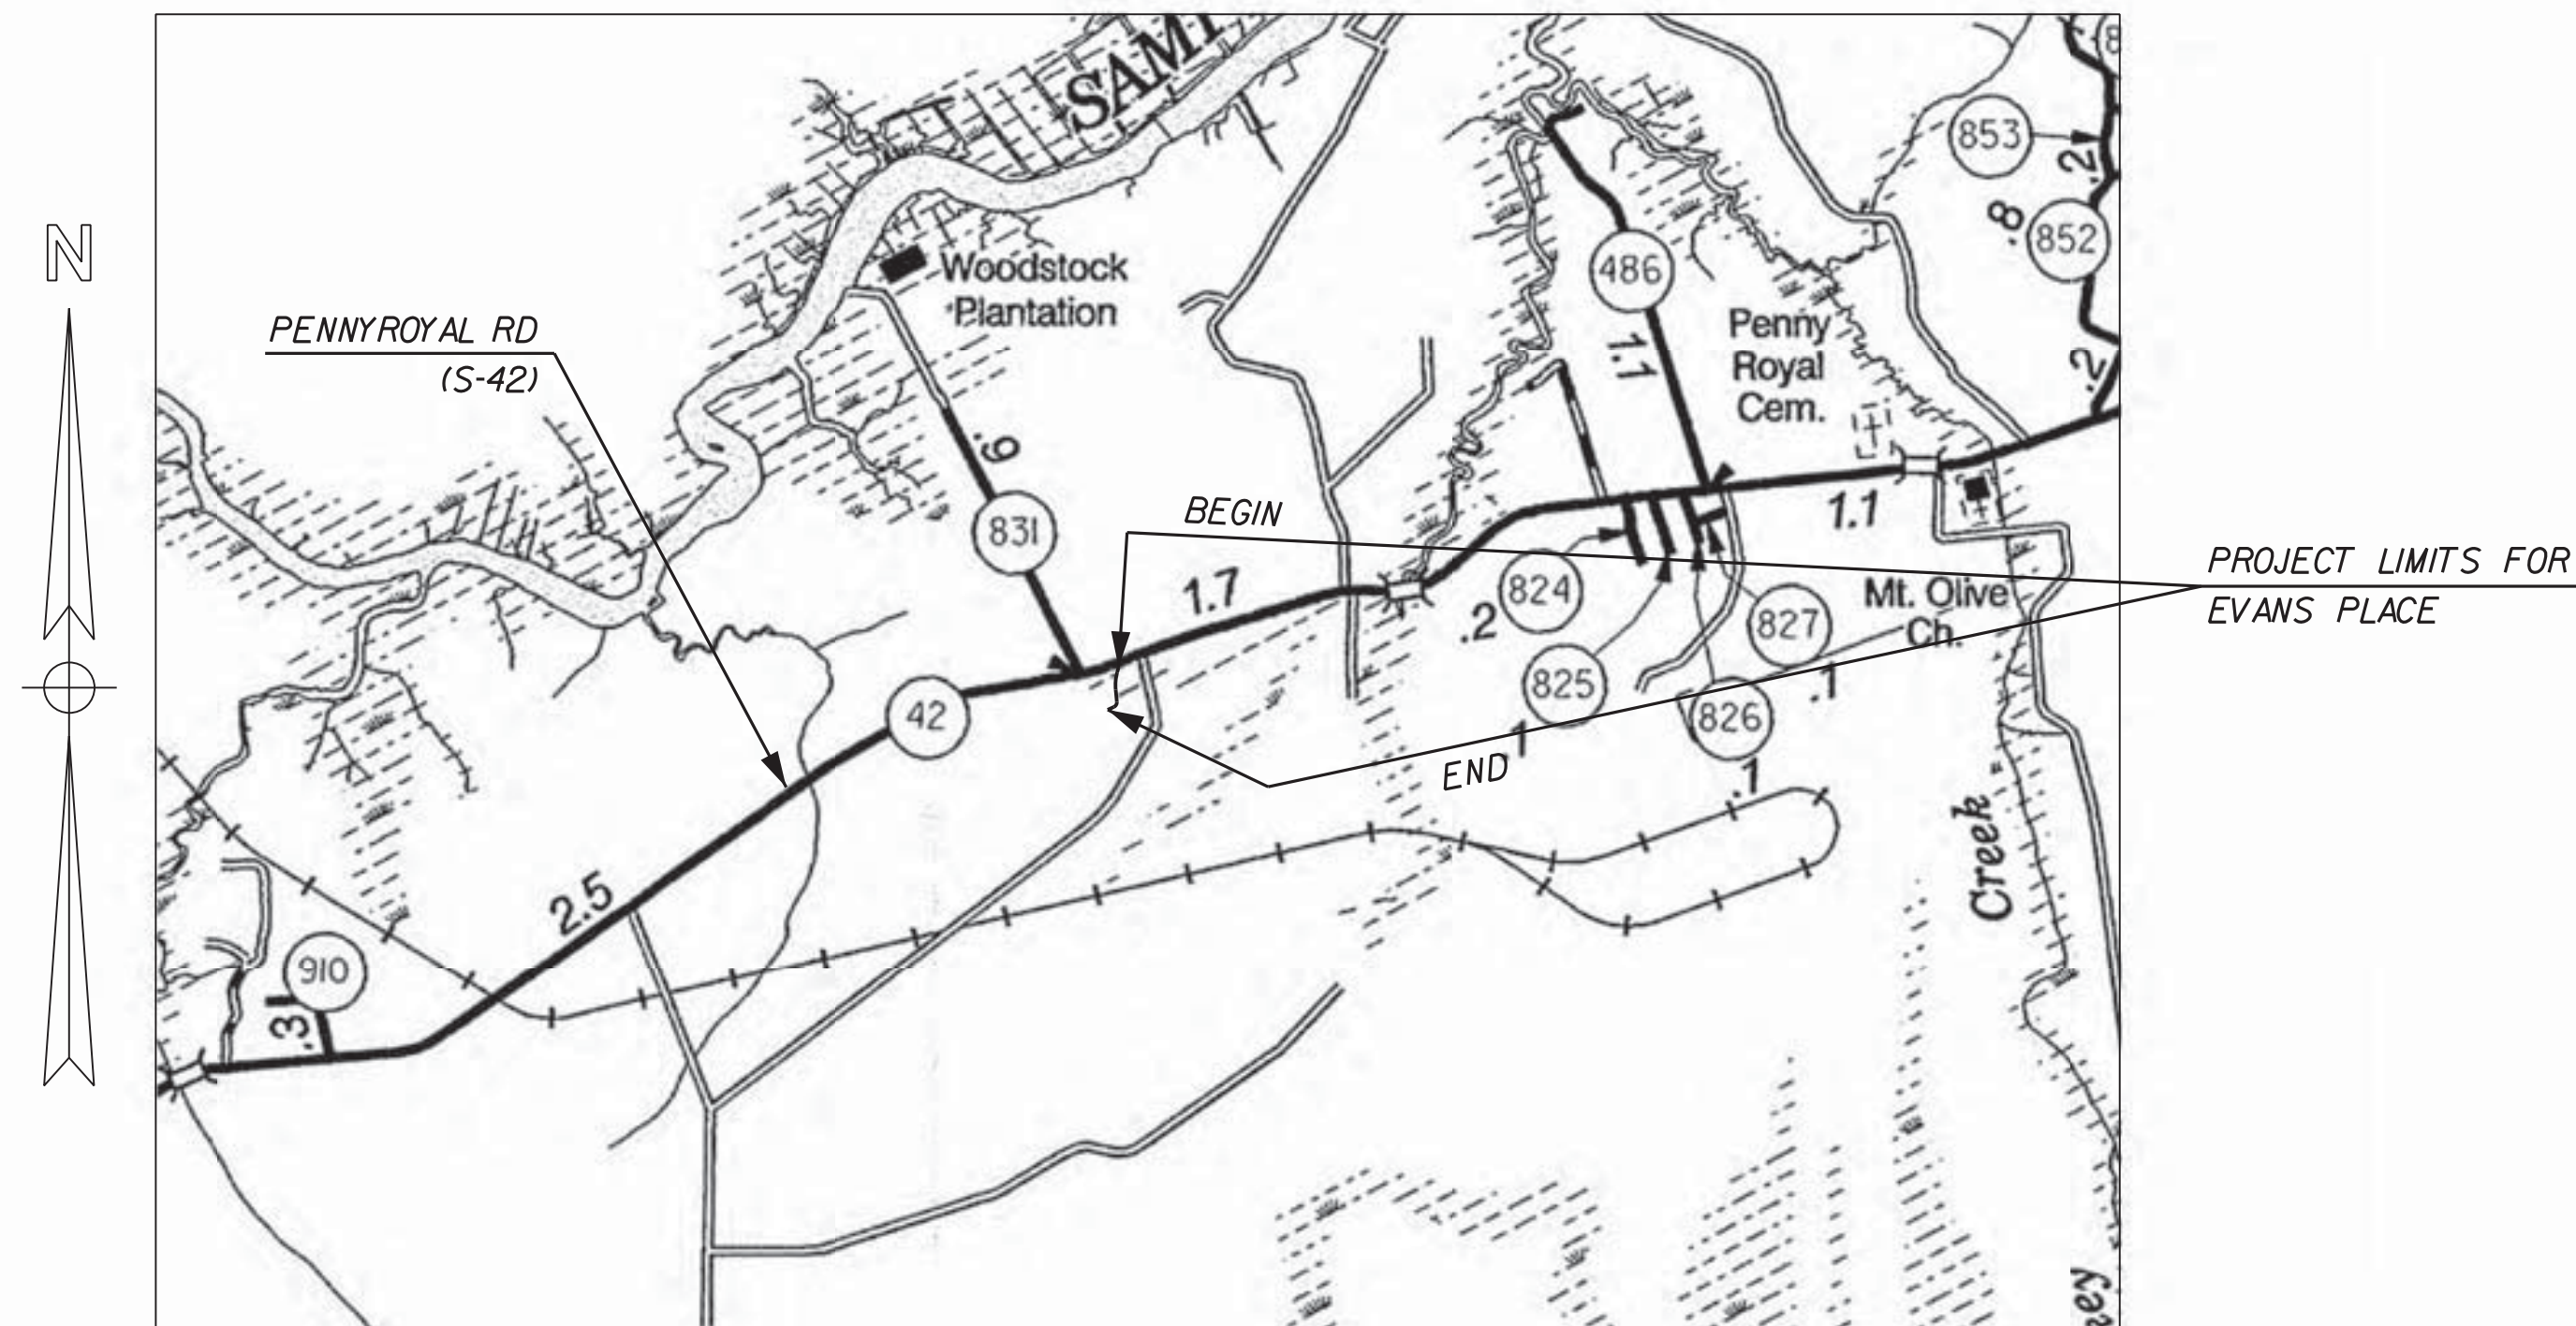 SAMP
8
853
.2
N
.8
852
Woodstock
Plantation
486
PENNYROYAL RD
(S-42)
Penny
Royal
Cem.
1.1
.2
.9
BEGIN
1.1
831
PROJECT LIMITS FOR
EVANS PLACE
1.7
824
.2
827
Mt. Olive
Ch.
825
826
.1
42
.1
END
.1
Creek
2.5
910
.3